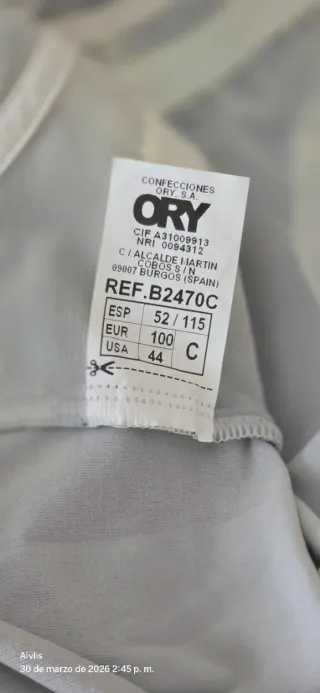 CONFECCIONES
ORY, S.A.
ORY
CIF A31009913
NRI 0094312
C / ALCALDE MARTIN
COBOS S / N
09007 BURGOS (SPAIN)
REF.B2470C
ESP 52 / 115
EUR 100 C
USA 44
Aivlis
30 de marzo de 2026 2:45 p. m.